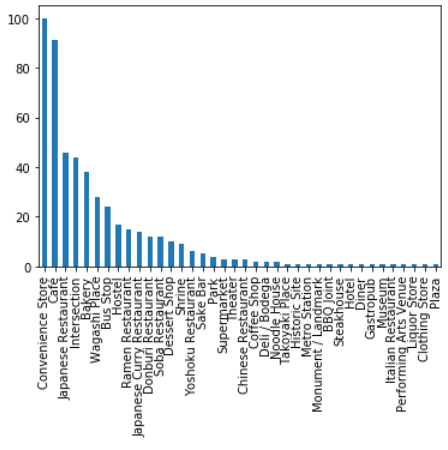 100
80
60
40
20
0
Convenience Store
Café
Japanese Restaurant
Intersection
Bakery
Wagashi Place
Bus Stop
Hostel
Ramen Restaurant
Japanese Curry Restaurant
Donburi Restaurant
Soba Restaurant
Dessert Shop
Shrine
Yoshoku Restaurant
Sake Bar
Park
Supermarket
Theater
Chinese Restaurant
Coffee Shop
Deli / Bodega
Noodle House
Takoyaki Place
Historic Site
Metro Station
Monument / Landmark
BBQ Joint
Steakhouse
Hotel
Diner
Gastropub
Museum
Italian Restaurant
Performing Arts Venue
Liquor Store
Clothing Store
Plaza